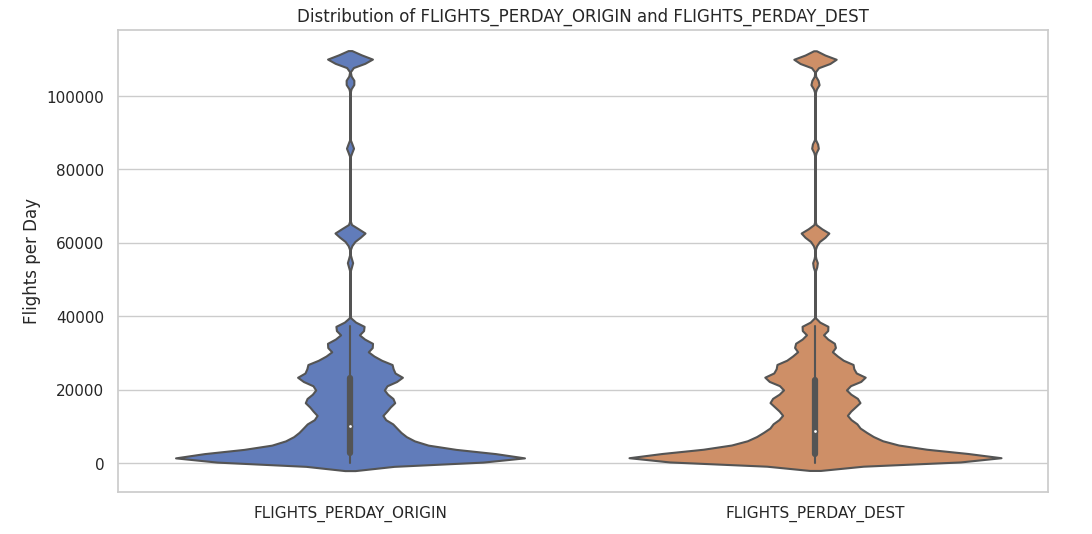 Distribution of FLIGHTS_PERDAY_ORIGIN and FLIGHTS_PERDAY_DEST
Flights per Day
100000
80000
60000
40000
20000
0
FLIGHTS_PERDAY_ORIGIN
FLIGHTS_PERDAY_DEST